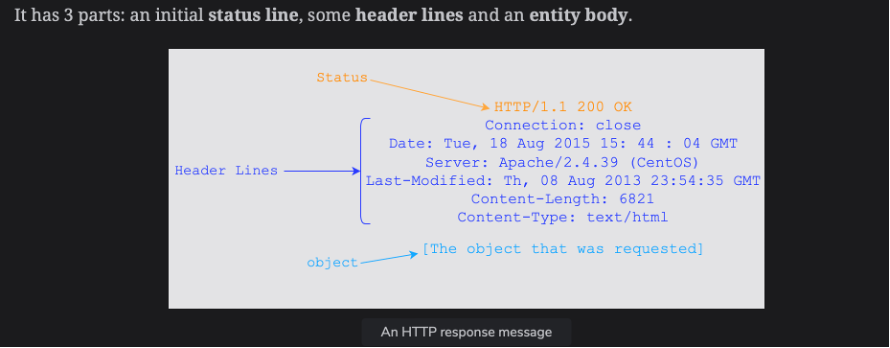 It has 3 parts: an initial status line, some header lines and an entity body.
Status
HTTP/1.1 200 OK
Connection: close
Date: Tue, 18 Aug 2015 15: 44 : 04 GMT
Server: Apache/2.4.39 (CentOS)
Header Lines
Last-Modified: Th, 08 Aug 2013 23:54:35 GMT
Content-Length: 6821
Content-Type: text/html
[The object that was requested]
object
An HTTP response message